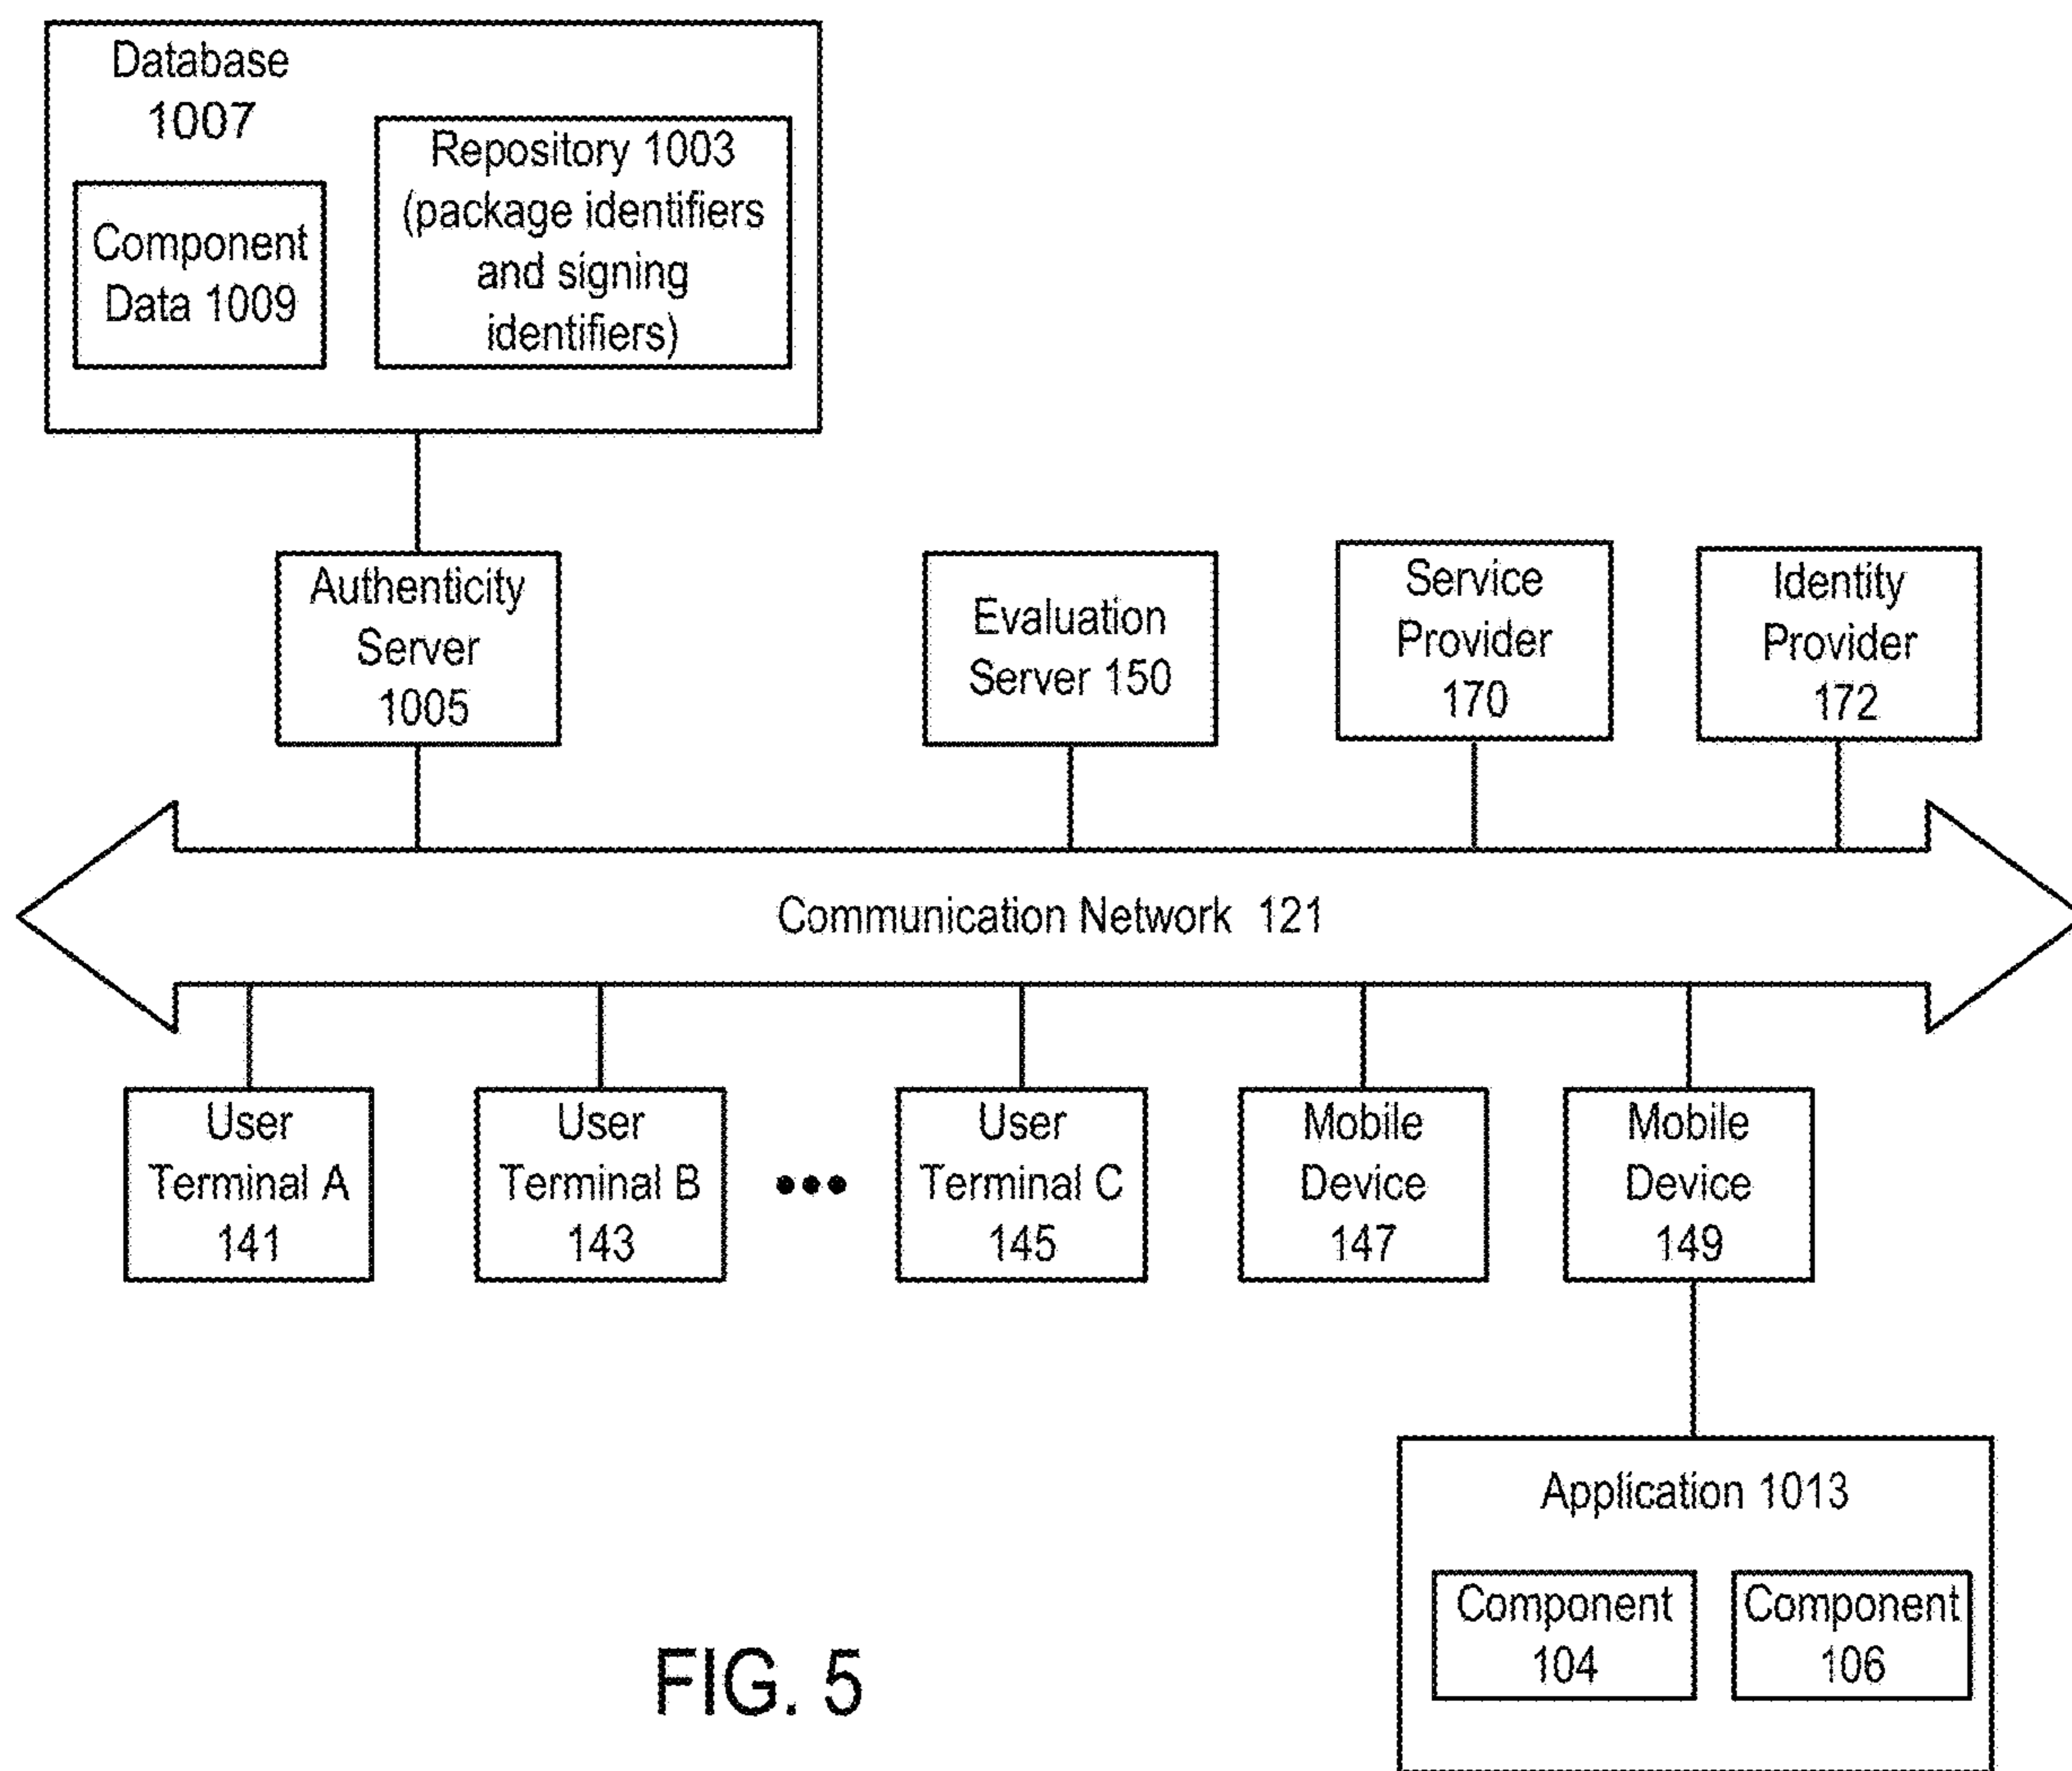 Database
1007
Component
Data 1009
Repository 1003
(package identifiers
and signing
identifiers)
Authenticity
Server
1005
Evaluation
Server 150
Service
Provider
170
Identity
Provider
172
Communication Network 121
User
Terminal A
141
User
Terminal B
143
•••
User
Terminal C
145
Mobile
Device
147
Mobile
Device
149
Application 1013
Component
104
Component
106
FIG. 5